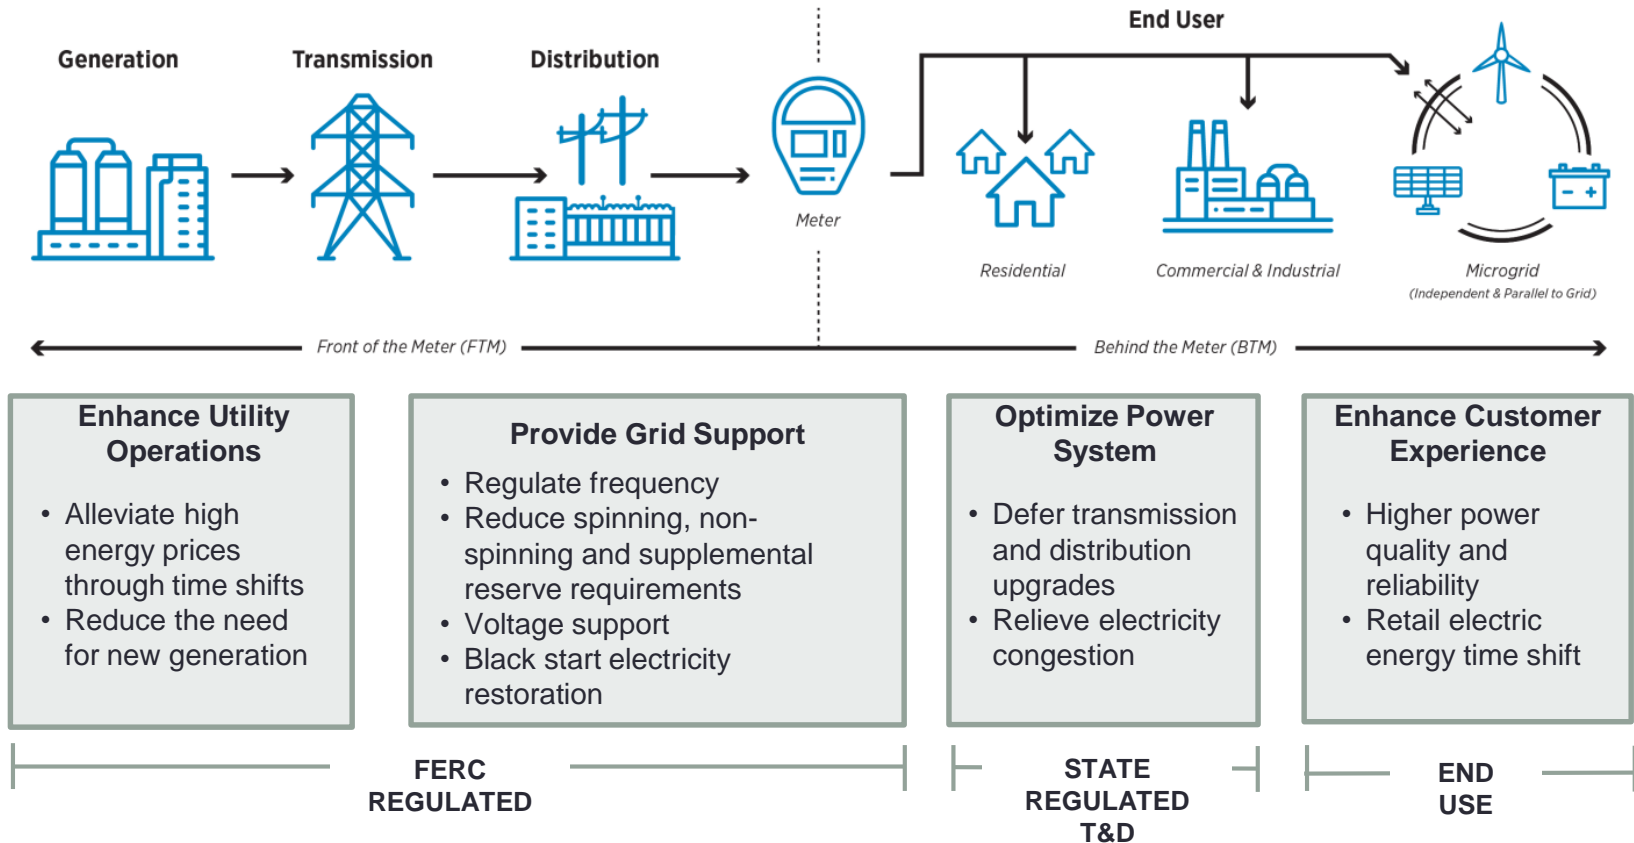 End User
Generation
Transmission
Distribution
Meter
Residential
Commercial & Industrial
Microgrid
(Independent & Parallel to Grid)
Front of the Meter (FTM)
Behind the Meter (BTM)
Enhance Utility
Operations
• Alleviate high
energy prices
through time shifts
• Reduce the need
for new generation
Provide Grid Support
• Regulate frequency
• Reduce spinning, non-
spinning and supplemental
reserve requirements
• Voltage support
• Black start electricity
restoration
Optimize Power
System
• Defer transmission
and distribution
upgrades
• Relieve electricity
congestion
Enhance Customer
Experience
• Higher power
quality and
reliability
• Retail electric
energy time shift
FERC
REGULATED
STATE
REGULATED
T&D
END
USE